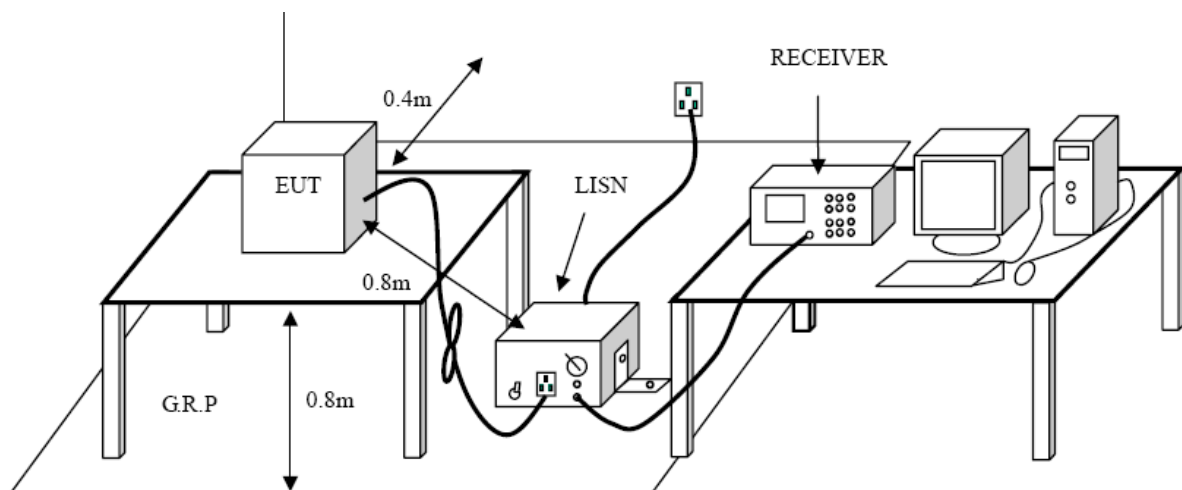 RECEIVER
0.4m
EUT
LISN
0.8m
G.R.P
0.8m